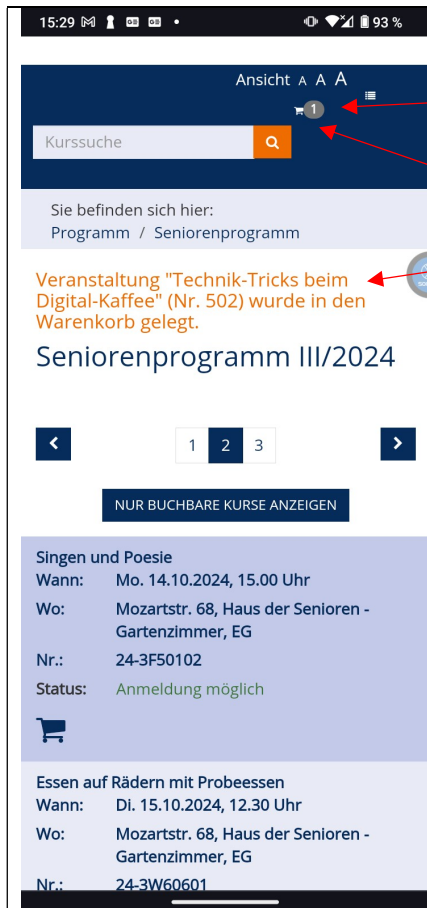 15:29 93 %
Ansicht A A A
1
Kurssuche
Sie befinden sich hier:
Programm / Seniorenprogramm
Veranstaltung "Technik-Tricks beim
Digital-Kaffee" (Nr. 502) wurde in den
Warenkorb gelegt.
Seniorenprogramm III/2024
1 2 3
NUR BUCHBARE KURSE ANZEIGEN
Singen und Poesie
Wann: Mo. 14.10.2024, 15.00 Uhr
Wo: Mozartstr. 68, Haus der Senioren -
Gartenzimmer, EG
Nr.: 24-3F50102
Status: Anmeldung möglich
Essen auf Rädern mit Probeessen
Wann: Di. 15.10.2024, 12.30 Uhr
Wo: Mozartstr. 68, Haus der Senioren -
Gartenzimmer, EG
Nr.: 24-3W60601